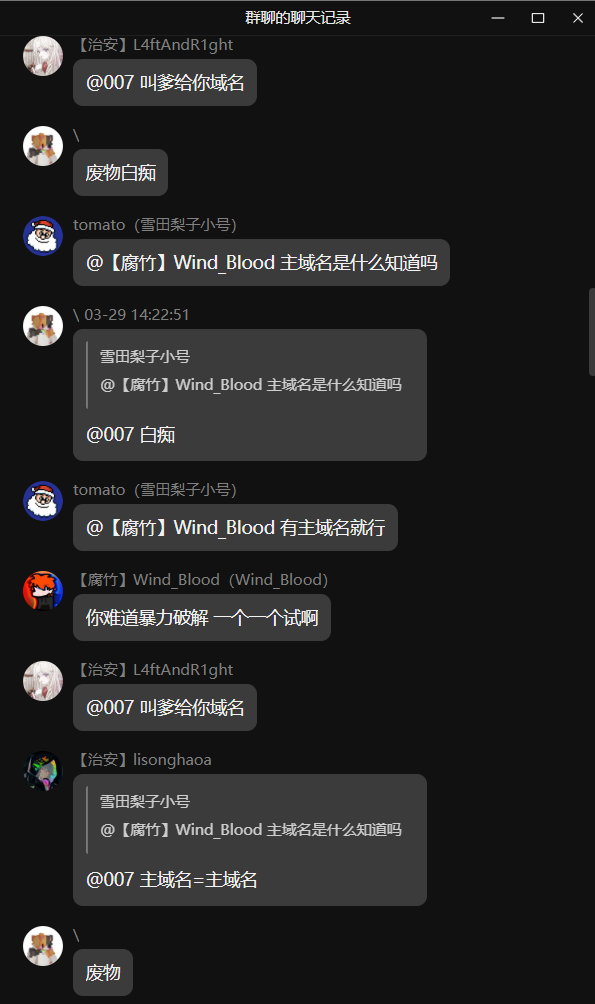 群聊的聊天记录
【治安】L4ftAndR1ght
@007 叫爹给你域名
\
废物白痴
tomato（雪田梨子小号）
@【腐竹】Wind_Blood 主域名是什么知道吗
\ 03-29 14:22:51
雪田梨子小号
@【腐竹】Wind_Blood 主域名是什么知道吗
@007 白痴
tomato（雪田梨子小号）
@【腐竹】Wind_Blood 有主域名就行
【腐竹】Wind_Blood（Wind_Blood）
你难道暴力破解 一个一个试啊
【治安】L4ftAndR1ght
@007 叫爹给你域名
【治安】lisonghaoa
雪田梨子小号
@【腐竹】Wind_Blood 主域名是什么知道吗
@007 主域名=主域名
\
废物